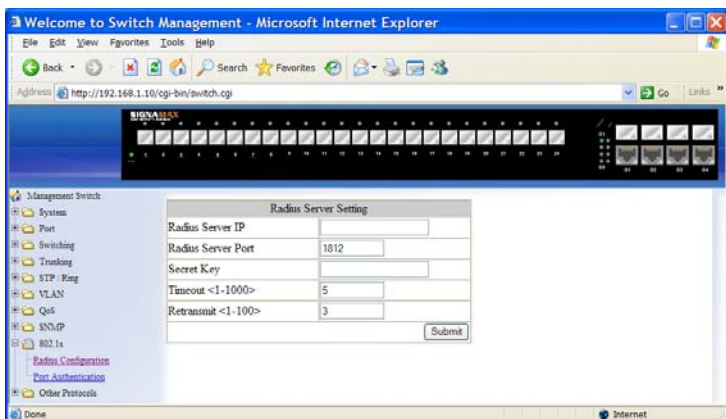 Welcome to Switch Management - Microsoft Internet Explorer
File Edit View Favorites Tools Help
Back Search Favorites
Address http://192.168.1.10/cgi-bin/switch.cgi Go Links »
SIGNAMAX
Management Switch
System
Port
Switching
Trunking
STP / Ring
VLAN
QoS
SNMP
802.1x
Radius Configuration
Port Authentication
Other Protocols
Radius Server Setting
Radius Server IP
Radius Server Port 1812
Secret Key
Timeout <1-1000> 5
Retransmit <1-100> 3
Submit
Done Internet